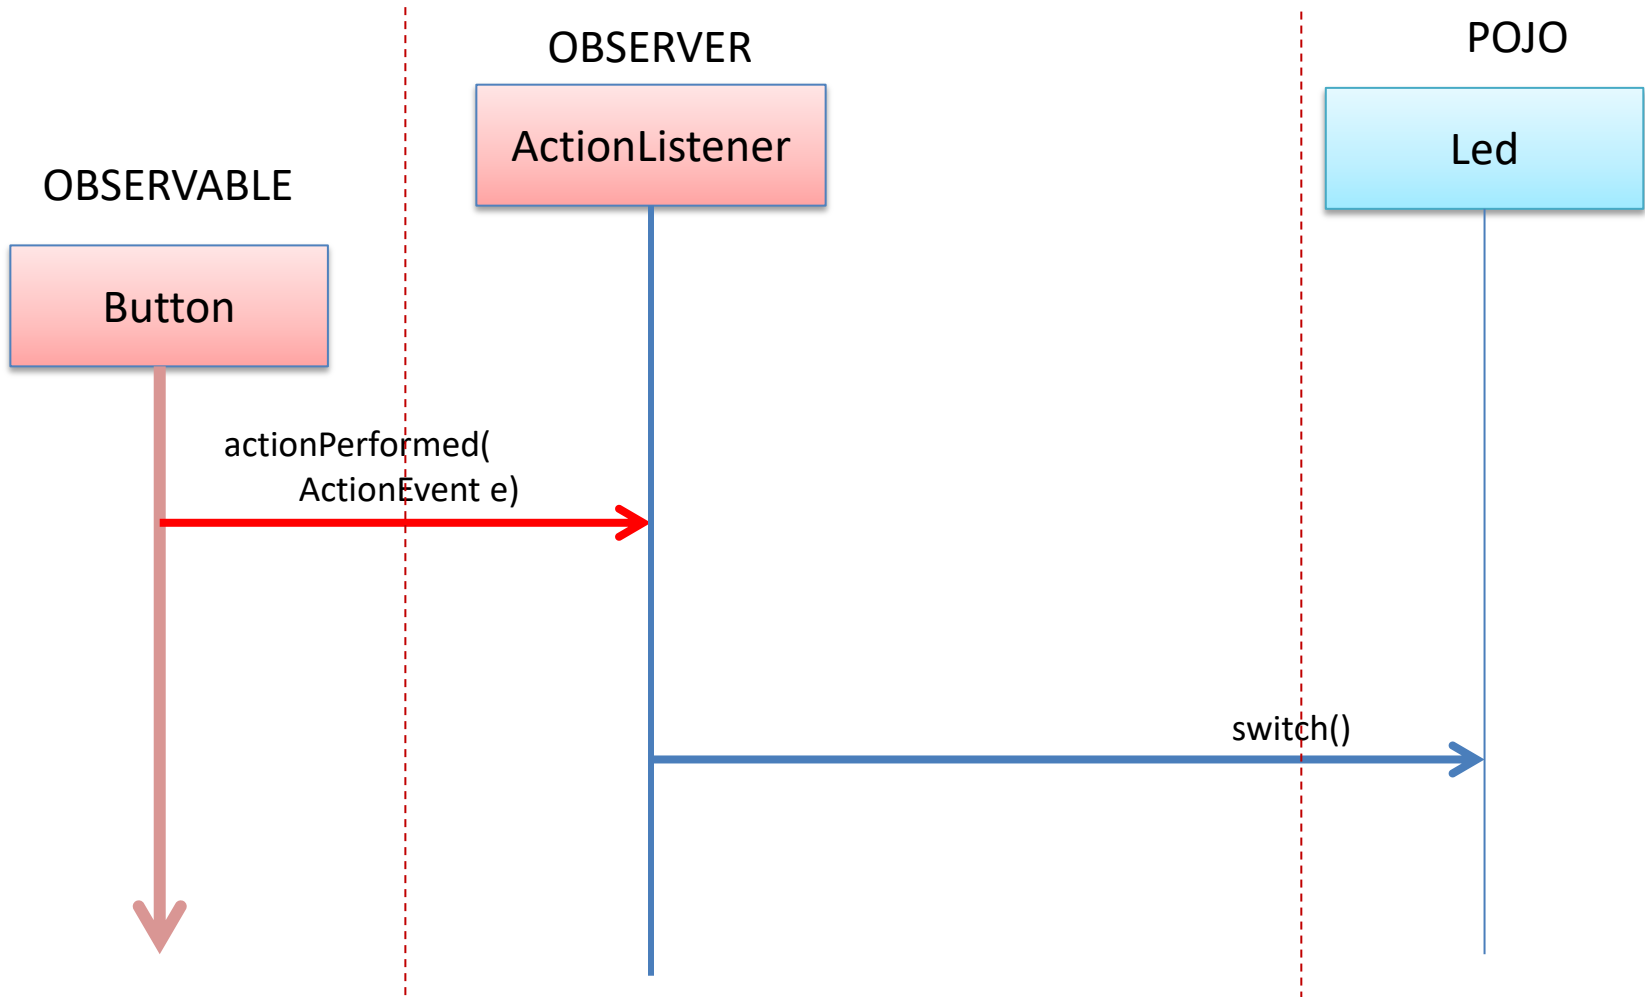 OBSERVABLE
Button
OBSERVER
ActionListener
POJO
Led
actionPerformed(
ActionEvent e)
switch()